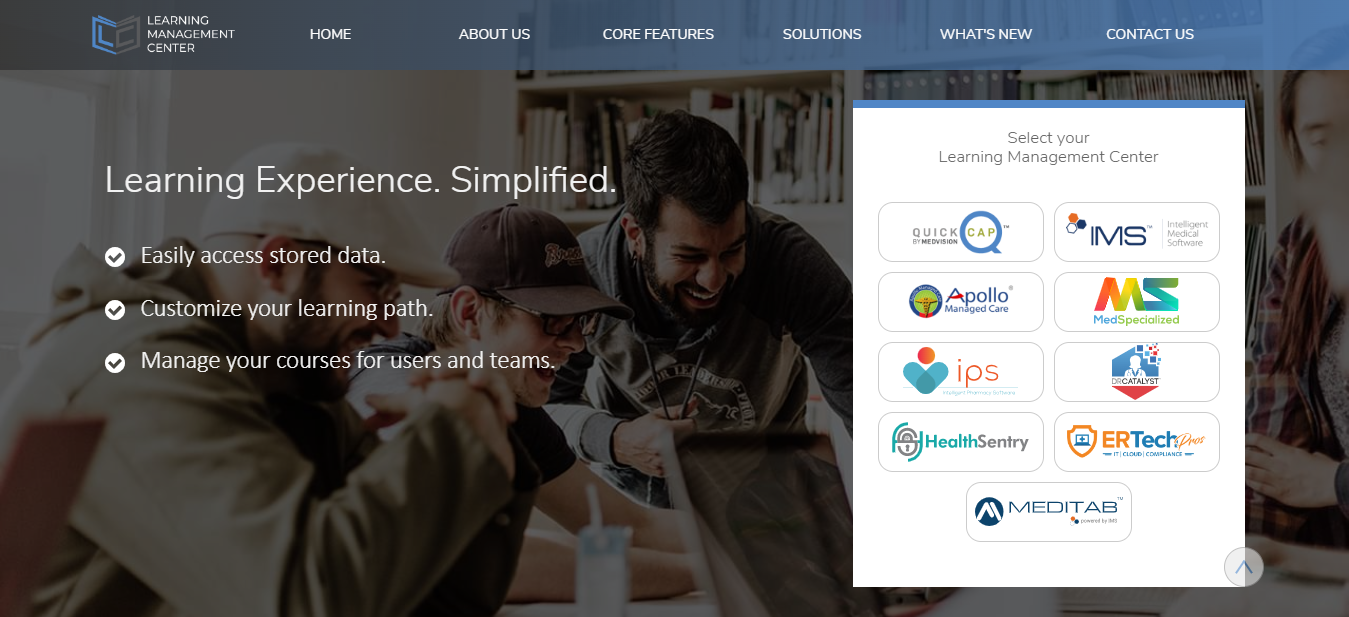 LEARNING
MANAGEMENT
CENTER
HOME
ABOUT US
CORE FEATURES
SOLUTIONS
WHAT'S NEW
CONTACT US
Learning Experience. Simplified.
Easily access stored data.
Customize your learning path.
Manage your courses for users and teams.
Select your
Learning Management Center
QUICK CAP™
BY MEDVISION
IMS™
Intelligent
Medical
Software
Apollo®
Managed Care
MS
MedSpecialized
ips
Intelligent Pharmacy Software
DRCATALYST
HealthSentry
ERTech Pros
IT | CLOUD | COMPLIANCE
MEDITAB™
powered by IMS